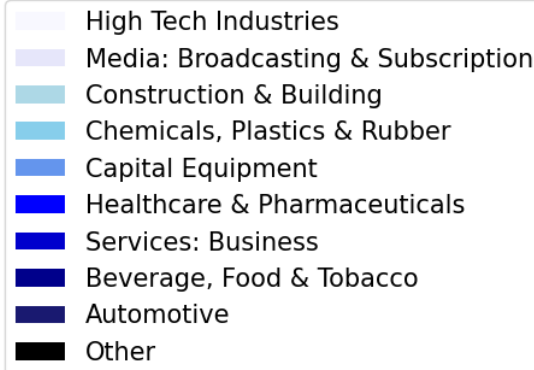 High Tech Industries
Media: Broadcasting & Subscription
Construction & Building
Chemicals, Plastics & Rubber
Capital Equipment
Healthcare & Pharmaceuticals
Services: Business
Beverage, Food & Tobacco
Automotive
Other